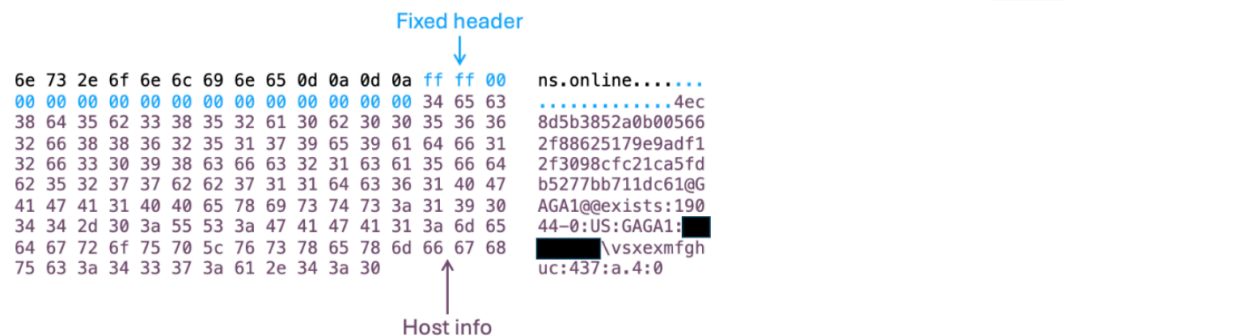 Fixed header
6e 73 2e 6f 6e 6c 69 6e 65 0d 0a 0d 0a ff ff 00 ns.online.......
00 00 00 00 00 00 00 00 00 00 00 00 00 34 65 63 .............4ec
38 64 35 62 33 38 35 32 61 30 62 30 30 35 36 36 8d5b3852a0b00566
32 66 38 38 36 32 35 31 37 39 65 39 61 64 66 31 2f88625179e9adf1
32 66 33 30 39 38 63 66 63 32 31 63 61 35 66 64 2f3098cfc21ca5fd
62 35 32 37 37 62 62 37 31 31 64 63 36 31 40 47 b5277bb711dc61@G
41 47 41 31 40 40 65 78 69 73 74 73 3a 31 39 30 AGA1@@exists:190
34 34 2d 30 3a 55 53 3a 47 41 47 41 31 3a 6d 65 44-0:US:GAGA1:
64 67 72 6f 75 70 5c 76 73 78 65 78 6d 66 67 68 \vsxexmfgh
75 63 3a 34 33 37 3a 61 2e 34 3a 30 uc:437:a.4:0
Host info